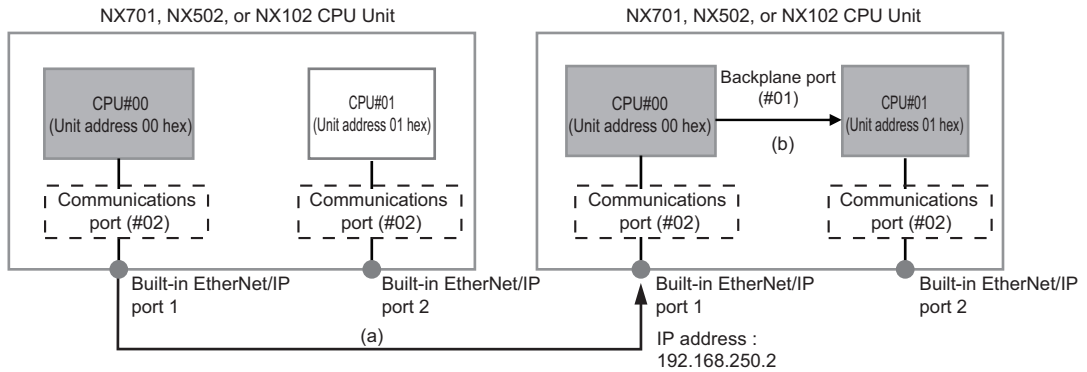 NX701, NX502, or NX102 CPU Unit
CPU#00
(Unit address 00 hex)
CPU#01
(Unit address 01 hex)
Communications
port (#02)
Communications
port (#02)
Built-in EtherNet/IP
port 1
Built-in EtherNet/IP
port 2
(a)
NX701, NX502, or NX102 CPU Unit
CPU#00
(Unit address 00 hex)
Backplane port
(#01)
(b)
CPU#01
(Unit address 01 hex)
Communications
port (#02)
Communications
port (#02)
Built-in EtherNet/IP
port 1
Built-in EtherNet/IP
port 2
IP address :
192.168.250.2